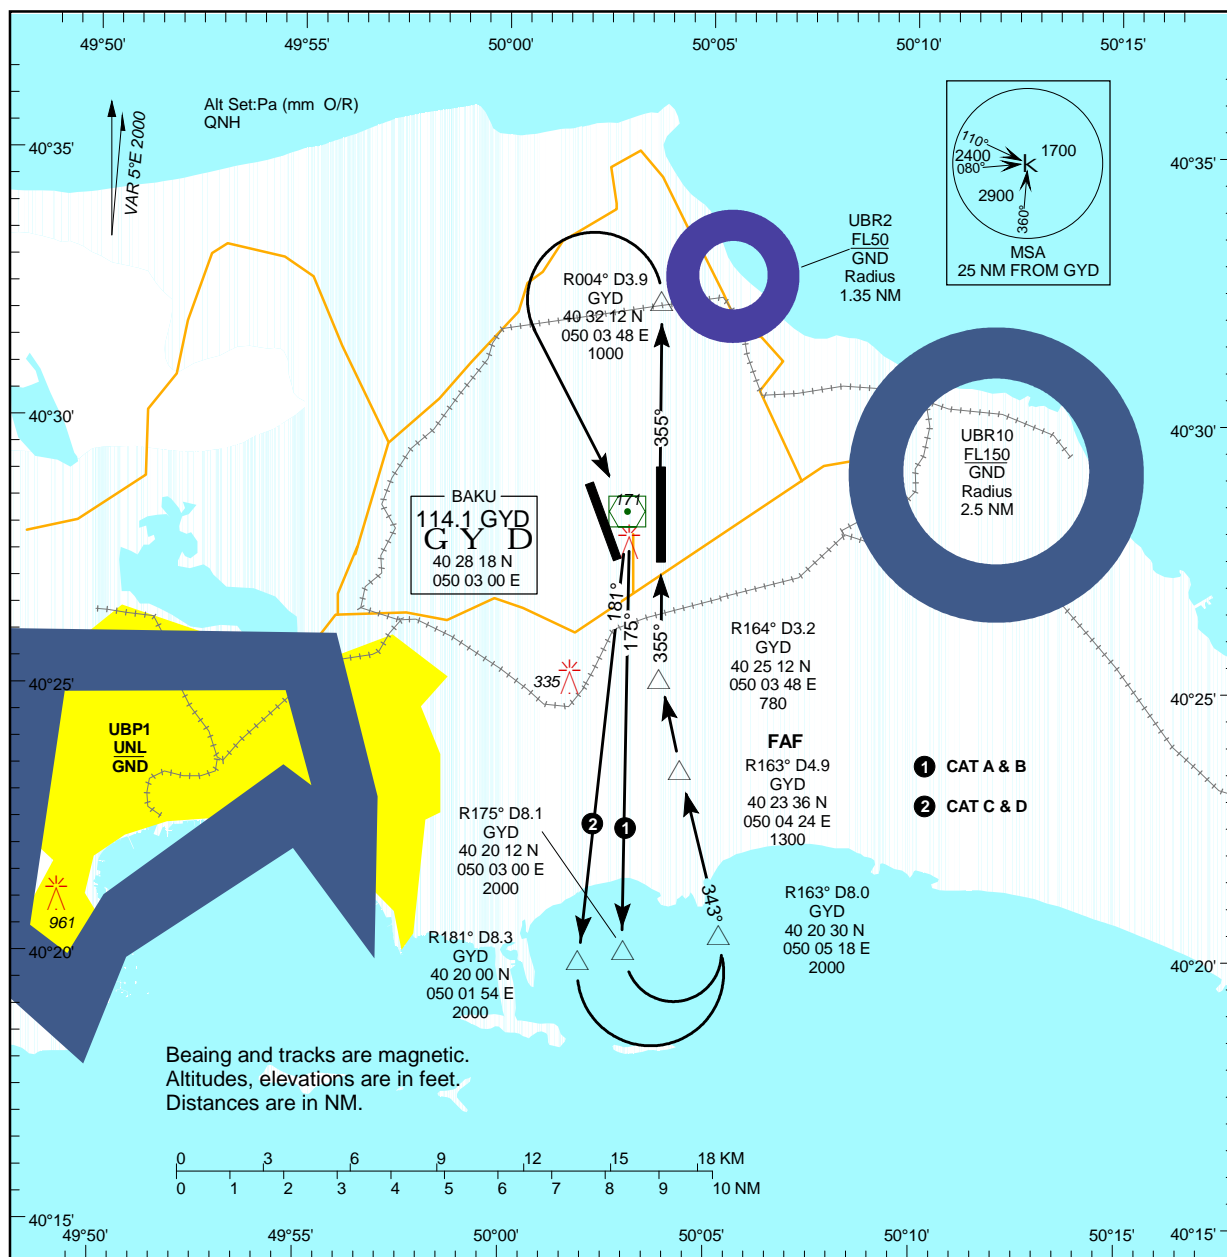 49°50' 49°55' 50°00' 50°05' 50°10' 50°15'
Alt Set:Pa (mm O/R)
QNH
VAR 5°E 2000
40°35'
40°35'
110°
2400
080°
1700
2900
360°
MSA
25 NM FROM GYD
UBR2
FL50
GND
Radius
1.35 NM
R004° D3.9
GYD
40 32 12 N
050 03 48 E
1000
355°
40°30'
40°30'
UBR10
FL150
GND
Radius
2.5 NM
BAKU
114.1 GYD
G Y D
40 28 18 N
050 03 00 E
171
181°
175°
355°
R164° D3.2
GYD
40 25 12 N
050 03 48 E
780
335
40°25'
40°25'
UBP1
UNL
GND
FAF
R163° D4.9
GYD
40 23 36 N
050 04 24 E
1300
1 CAT A & B
2 CAT C & D
2
1
R175° D8.1
GYD
40 20 12 N
050 03 00 E
2000
343°
R163° D8.0
GYD
40 20 30 N
050 05 18 E
2000
961
R181° D8.3
GYD
40 20 00 N
050 01 54 E
2000
40°20'
40°20'
Beaing and tracks are magnetic.
Altitudes, elevations are in feet.
Distances are in NM.
0 3 6 9 12 15 18 KM
0 1 2 3 4 5 6 7 8 9 10 NM
40°15'
40°15'
49°50' 49°55' 50°00' 50°05' 50°10' 50°15'